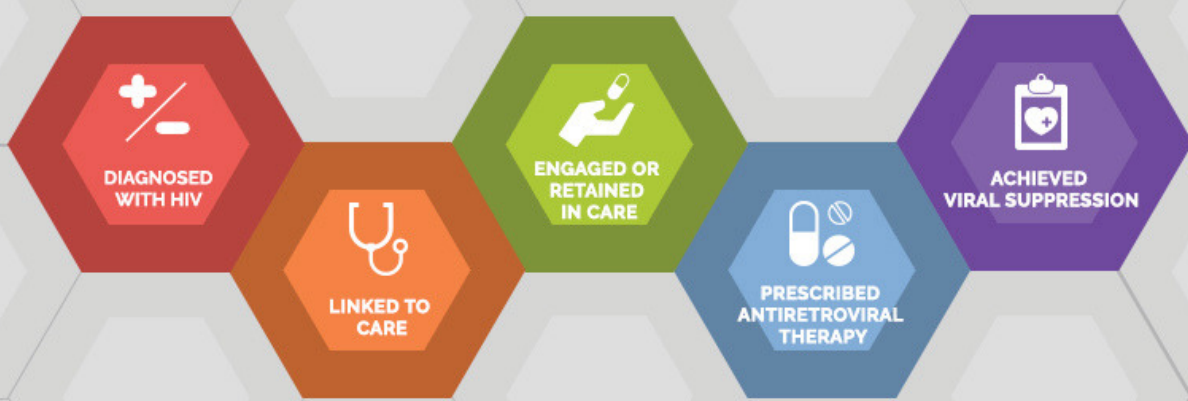 DIAGNOSED
WITH HIV
LINKED TO
CARE
ENGAGED OR
RETAINED
IN CARE
PRESCRIBED
ANTIRETROVIRAL
THERAPY
ACHIEVED
VIRAL SUPPRESSION